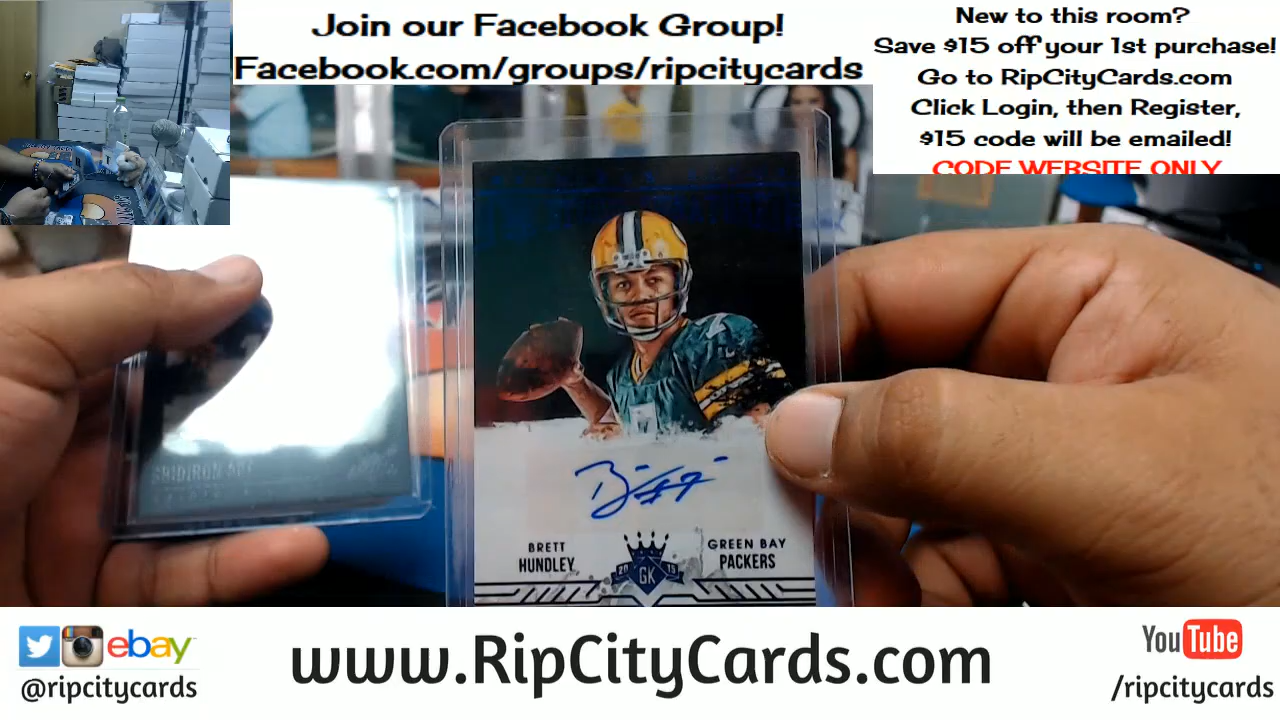 Join our Facebook Group!
Facebook.com/groups/ripcitycards
New to this room?
Save $15 off your 1st purchase!
Go to RipCityCards.com
Click Login, then Register,
$15 code will be emailed!
CODE WEBSITE ONLY
BRETT
HUNDLEY
20 15
GK
GREEN BAY
PACKERS
ebay
@ripcitycards
www.RipCityCards.com
YouTube
/ripcitycards